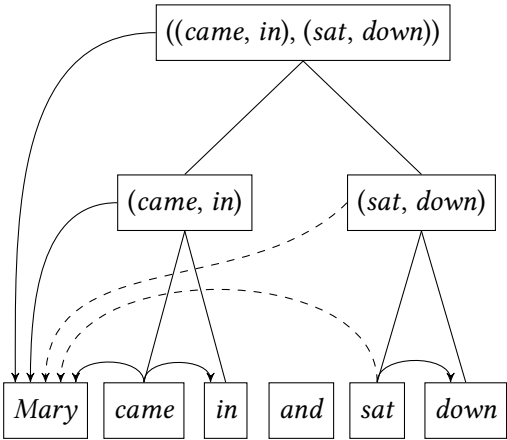 ((came, in), (sat, down))
(came, in) (sat, down)
Mary came in and sat down